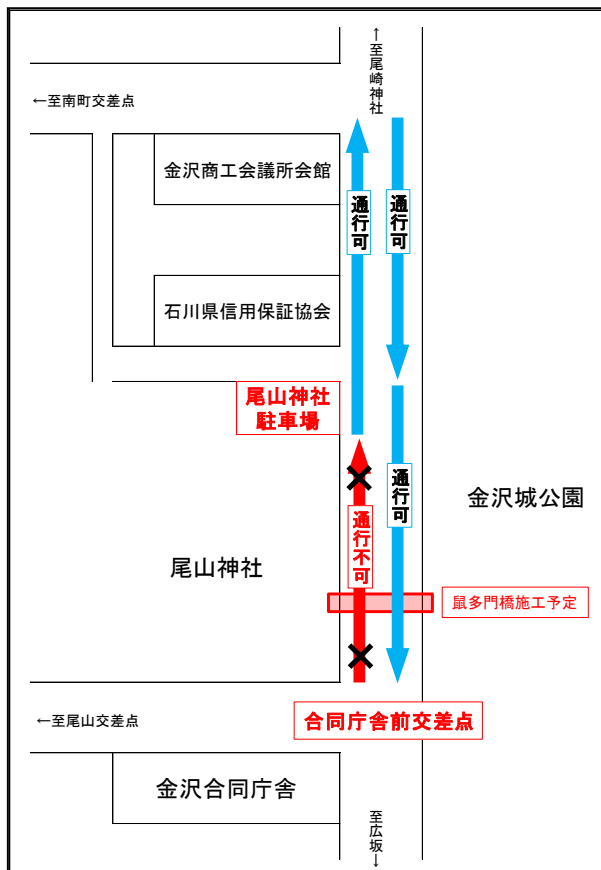 ↑至尾崎神社
←至南町交差点
金沢商工会議所会館
通行可
通行可
石川県信用保証協会
尾山神社
駐車場
通行可
金沢城公園
通行不可
尾山神社
鼠多門橋施工予定
←至尾山交差点
合同庁舎前交差点
金沢合同庁舎
至広坂↓